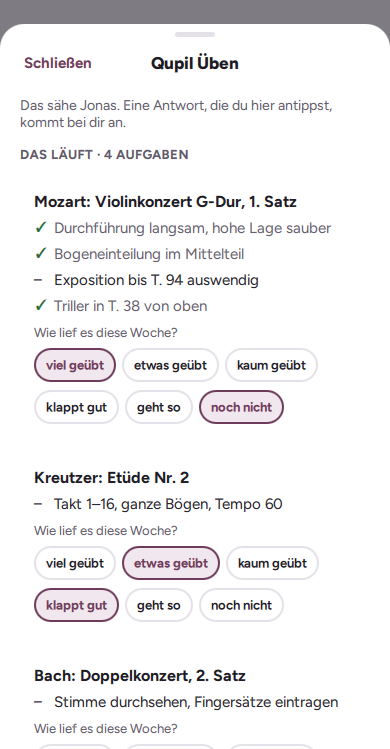 Schließen
Qupil Üben
Das sähe Jonas. Eine Antwort, die du hier antippst,
kommt bei dir an.
DAS LÄUFT · 4 AUFGABEN
Mozart: Violinkonzert G-Dur, 1. Satz
✓ Durchführung langsam, hohe Lage sauber
✓ Bogeneinteilung im Mittelteil
– Exposition bis T. 94 auswendig
✓ Triller in T. 38 von oben
Wie lief es diese Woche?
viel geübt etwas geübt kaum geübt
klappt gut geht so noch nicht
Kreutzer: Etüde Nr. 2
– Takt 1–16, ganze Bögen, Tempo 60
Wie lief es diese Woche?
viel geübt etwas geübt kaum geübt
klappt gut geht so noch nicht
Bach: Doppelkonzert, 2. Satz
– Stimme durchsehen, Fingersätze eintragen
Wie lief es diese Woche?